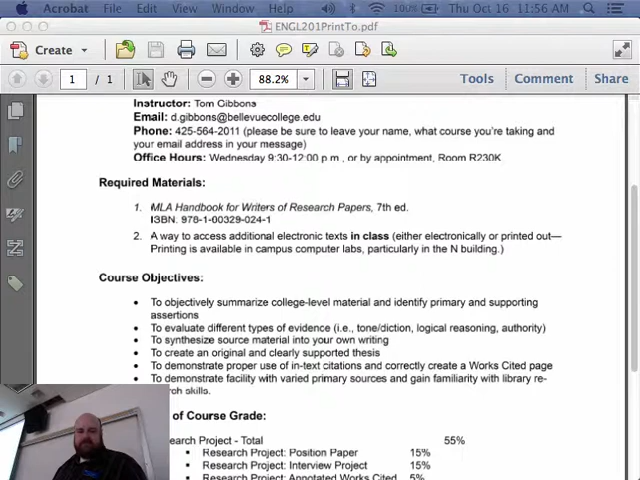 Acrobat File Edit View Window Help 100% Thu Oct 16 11:56 AM
ENGL201PrintTo.pdf
Create
1 / 1 88.2% Tools Comment Share
Instructor: Tom Gibbons
Email: d.gibbons@bellevuecollege.edu
Phone: 425-564-2011 (please be sure to leave your name, what course you're taking and
your email address in your message)
Office Hours: Wednesday 9:30-12:00 p.m., or by appointment, Room R230K
Required Materials:
1. MLA Handbook for Writers of Research Papers, 7th ed.
ISBN: 978-1-00329-024-1
2. A way to access additional electronic texts in class (either electronically or printed out—
Printing is available in campus computer labs, particularly in the N building.)
Course Objectives:
• To objectively summarize college-level material and identify primary and supporting
assertions
• To evaluate different types of evidence (i.e., tone/diction, logical reasoning, authority)
• To synthesize source material into your own writing
• To create an original and clearly supported thesis
• To demonstrate proper use of in-text citations and correctly create a Works Cited page
• To demonstrate facility with varied primary sources and gain familiarity with library re-
search skills.
of Course Grade:
esearch Project - Total 55%
Research Project: Position Paper 15%
Research Project: Interview Project 15%
Research Project: Annotated Works Cited 5%